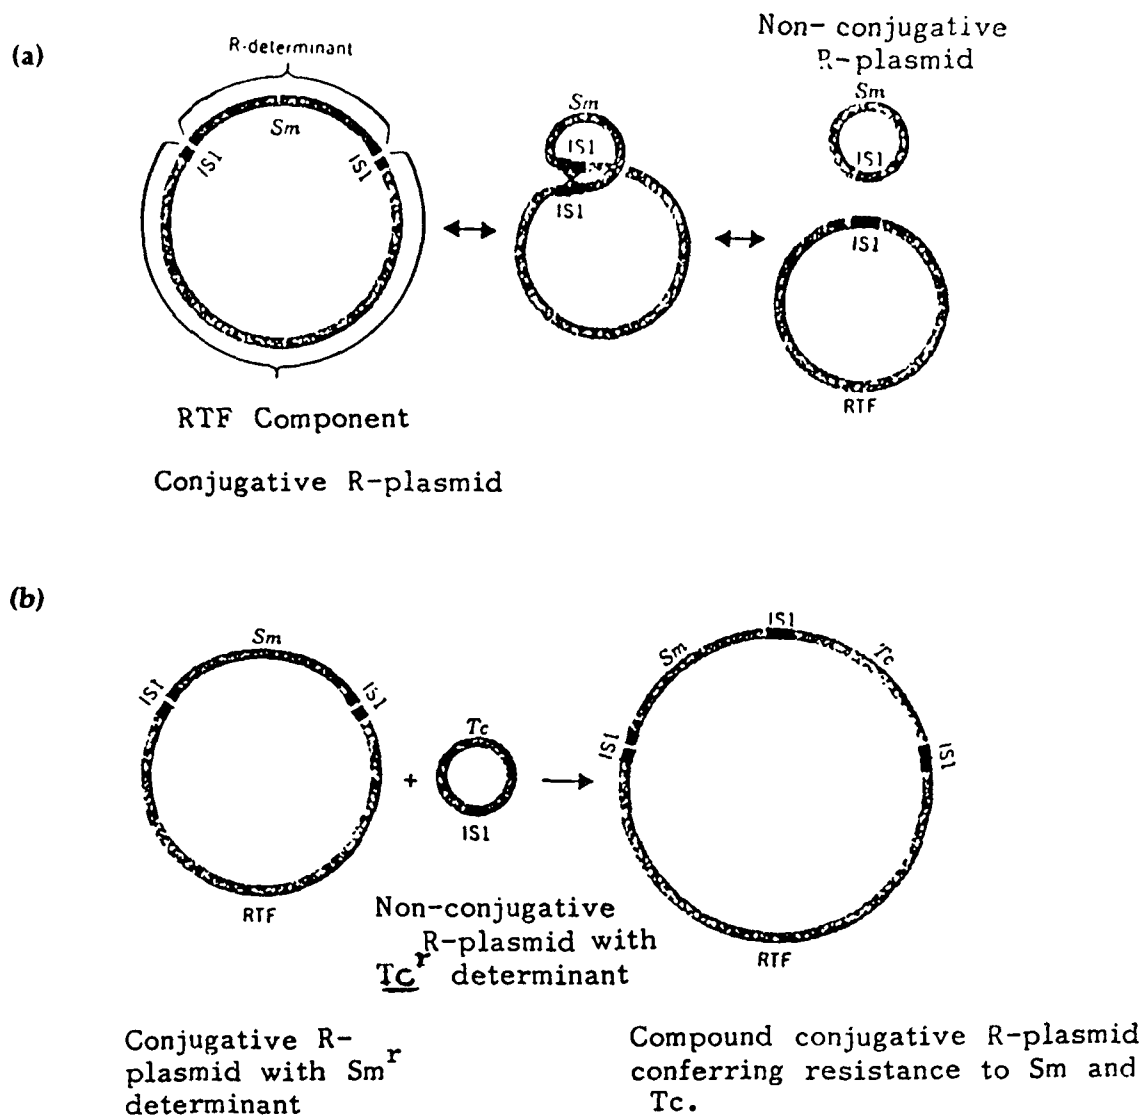 (a)
R-determinant
Sm
IS1
IS1
RTF Component
Conjugative R-plasmid
Sm
IS1
IS1
Non-conjugative
R-plasmid
Sm
IS1
IS1
RTF
(b)
Sm
IS1
IS1
RTF
+
Tc
IS1
Non-conjugative
R-plasmid with
Tcʳ determinant
IS1
Sm
Tc
IS1
IS1
RTF
Conjugative R-
plasmid with Smʳ
determinant
Compound conjugative R-plasmid
conferring resistance to Sm and
Tc.